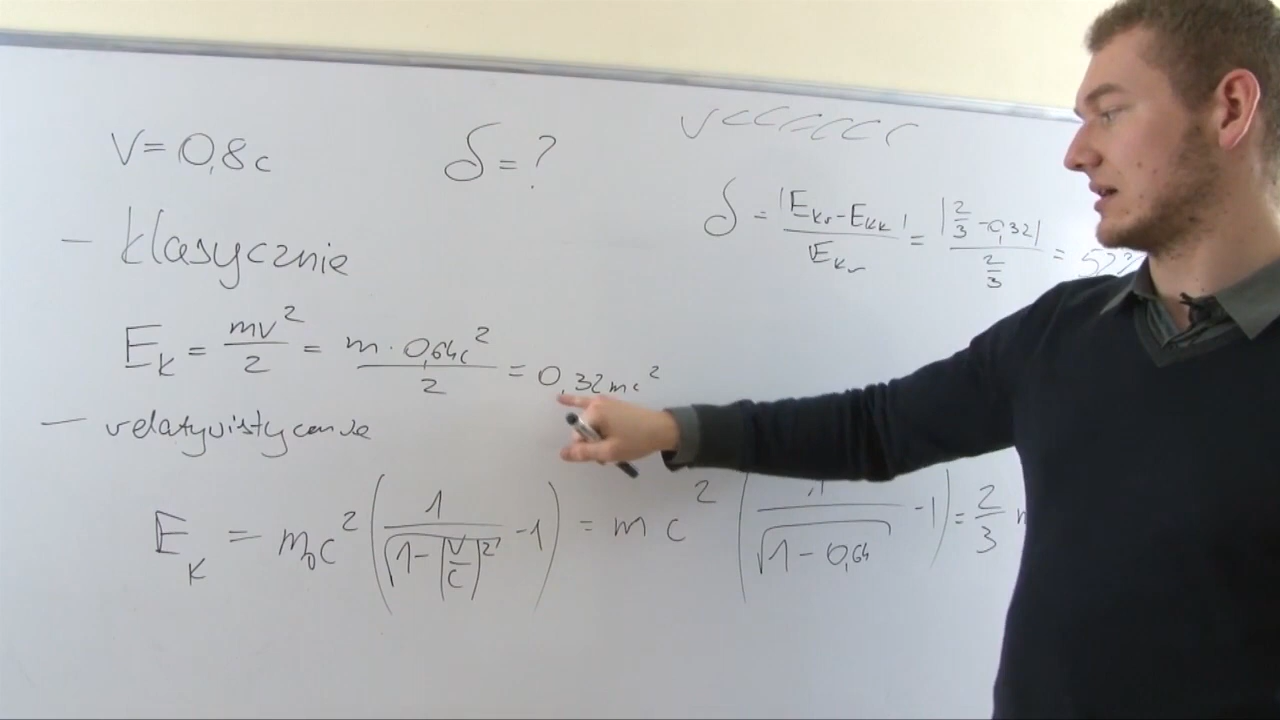 V = 0,8c
δ = ?
V <<<<<<
δ = |E_kr - E_kk| / E_kr = |2/3 - 0,32| / (2/3) = 52%
- klasycznie
E_k = mv²/2 = m · 0,64c²/2 = 0,32mc²
- relatywistycznie
E_k = m₀c² (1/√(1 - (v/c)²) - 1) = mc² (1/√(1 - 0,64) - 1) = 2/3 m